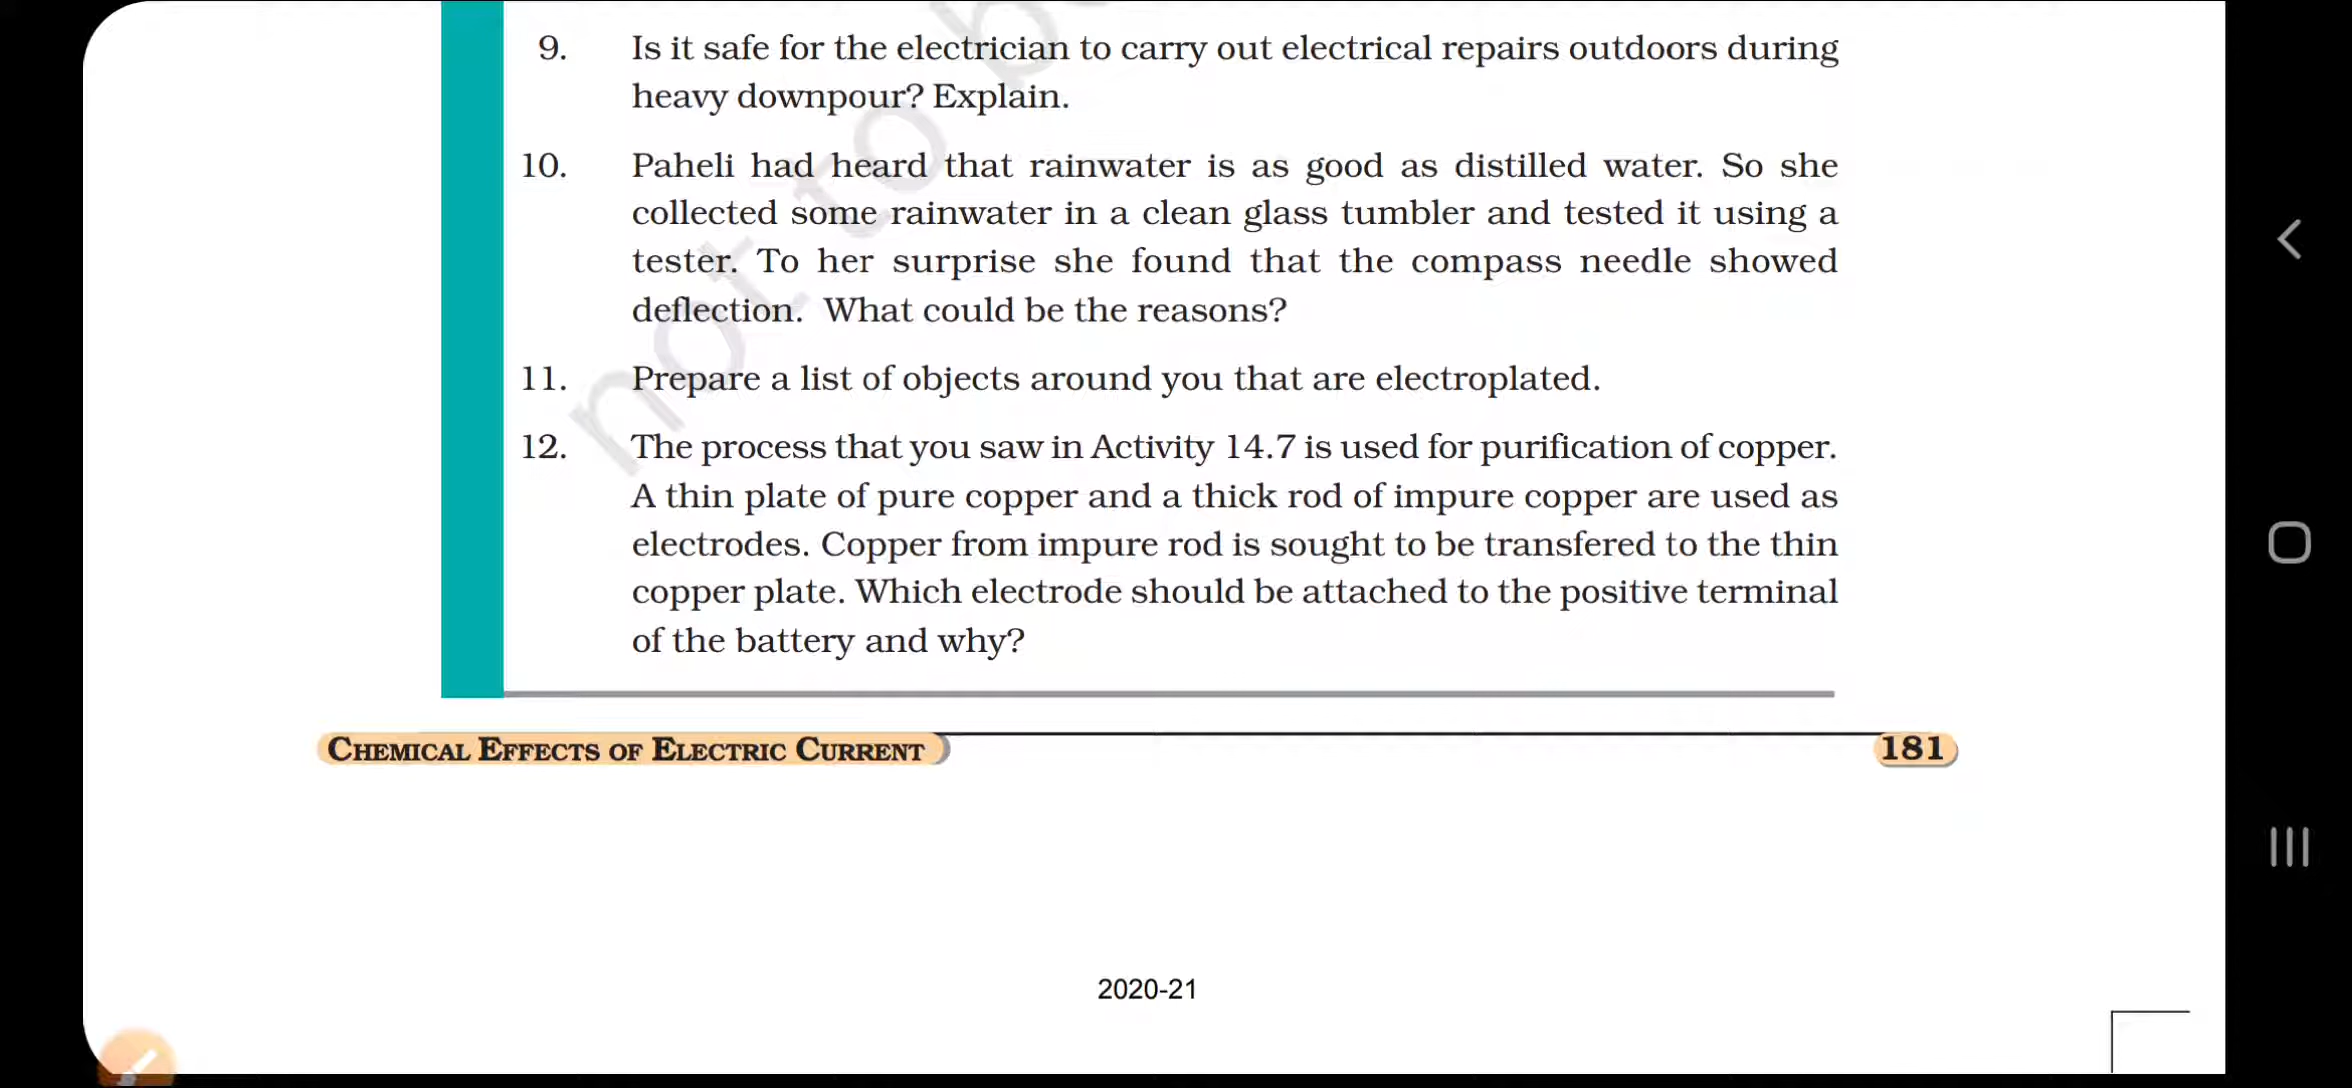 9. Is it safe for the electrician to carry out electrical repairs outdoors during
heavy downpour? Explain.
10. Paheli had heard that rainwater is as good as distilled water. So she
collected some rainwater in a clean glass tumbler and tested it using a
tester. To her surprise she found that the compass needle showed
deflection. What could be the reasons?
11. Prepare a list of objects around you that are electroplated.
12. The process that you saw in Activity 14.7 is used for purification of copper.
A thin plate of pure copper and a thick rod of impure copper are used as
electrodes. Copper from impure rod is sought to be transfered to the thin
copper plate. Which electrode should be attached to the positive terminal
of the battery and why?
not to b
CHEMICAL EFFECTS OF ELECTRIC CURRENT 181
2020-21